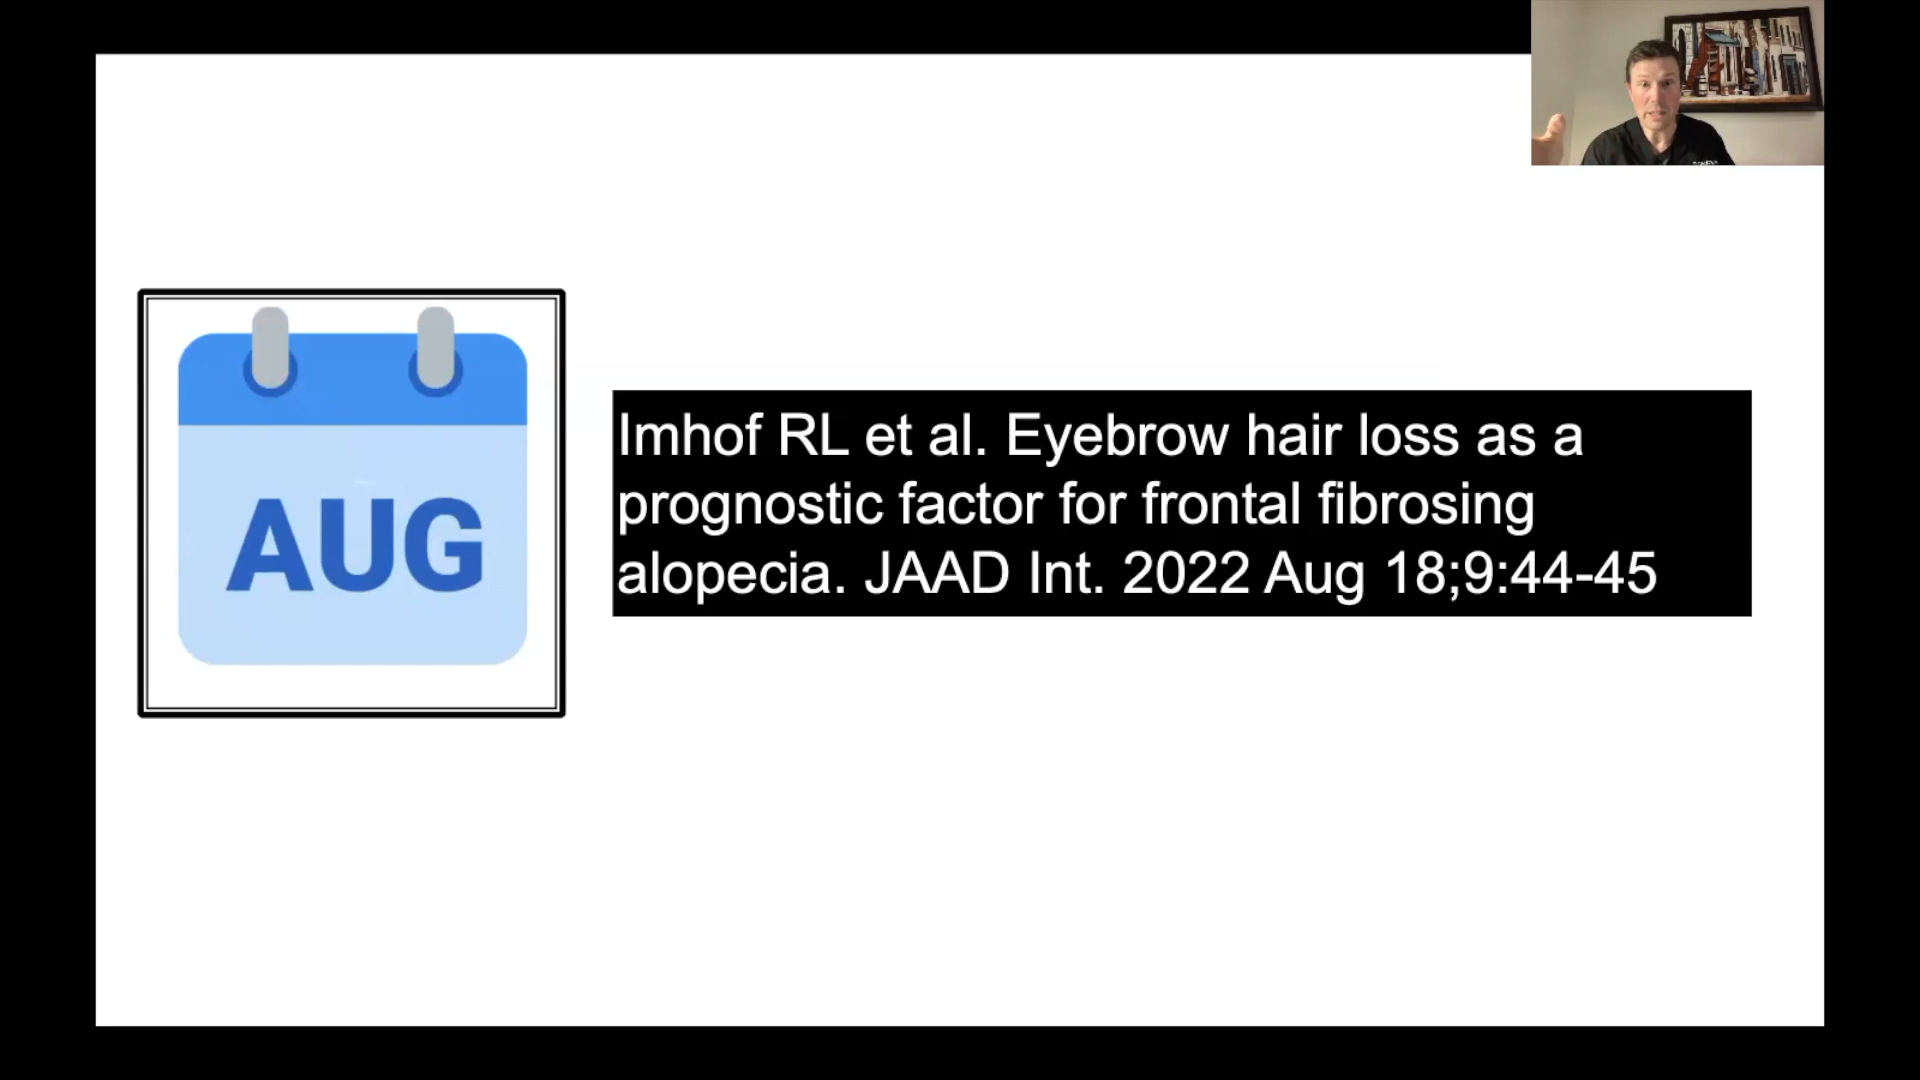 AUG
Imhof RL et al. Eyebrow hair loss as a
prognostic factor for frontal fibrosing
alopecia. JAAD Int. 2022 Aug 18;9:44-45